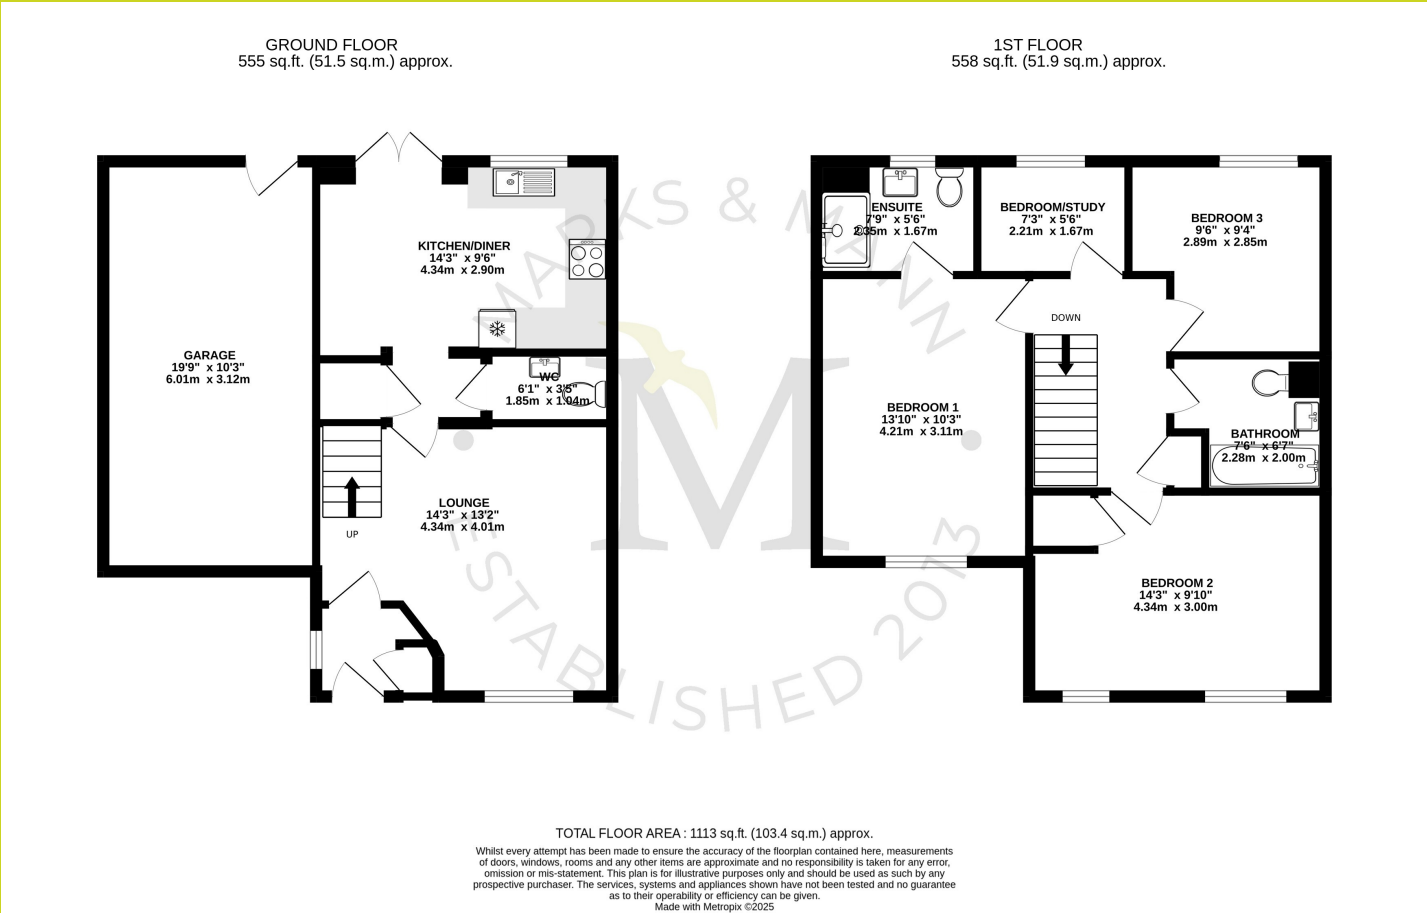 GROUND FLOOR
555 sq.ft. (51.5 sq.m.) approx.
1ST FLOOR
558 sq.ft. (51.9 sq.m.) approx.
KITCHEN/DINER
14'3" x 9'6"
4.34m x 2.90m
GARAGE
19'9" x 10'3"
6.01m x 3.12m
WC
6'1" x 3'5"
1.85m x 1.04m
LOUNGE
14'3" x 13'2"
4.34m x 4.01m
UP
ENSUITE
7'9" x 5'6"
2.35m x 1.67m
BEDROOM/STUDY
7'3" x 5'6"
2.21m x 1.67m
BEDROOM 3
9'6" x 9'4"
2.89m x 2.85m
DOWN
BEDROOM 1
13'10" x 10'3"
4.21m x 3.11m
BATHROOM
7'6" x 6'7"
2.28m x 2.00m
BEDROOM 2
14'3" x 9'10"
4.34m x 3.00m
MARKS & MANN
M
ESTABLISHED 2013
TOTAL FLOOR AREA : 1113 sq.ft. (103.4 sq.m.) approx.
Whilst every attempt has been made to ensure the accuracy of the floorplan contained here, measurements
of doors, windows, rooms and any other items are approximate and no responsibility is taken for any error,
omission or mis-statement. This plan is for illustrative purposes only and should be used as such by any
prospective purchaser. The services, systems and appliances shown have not been tested and no guarantee
as to their operability or efficiency can be given.
Made with Metropix ©2025